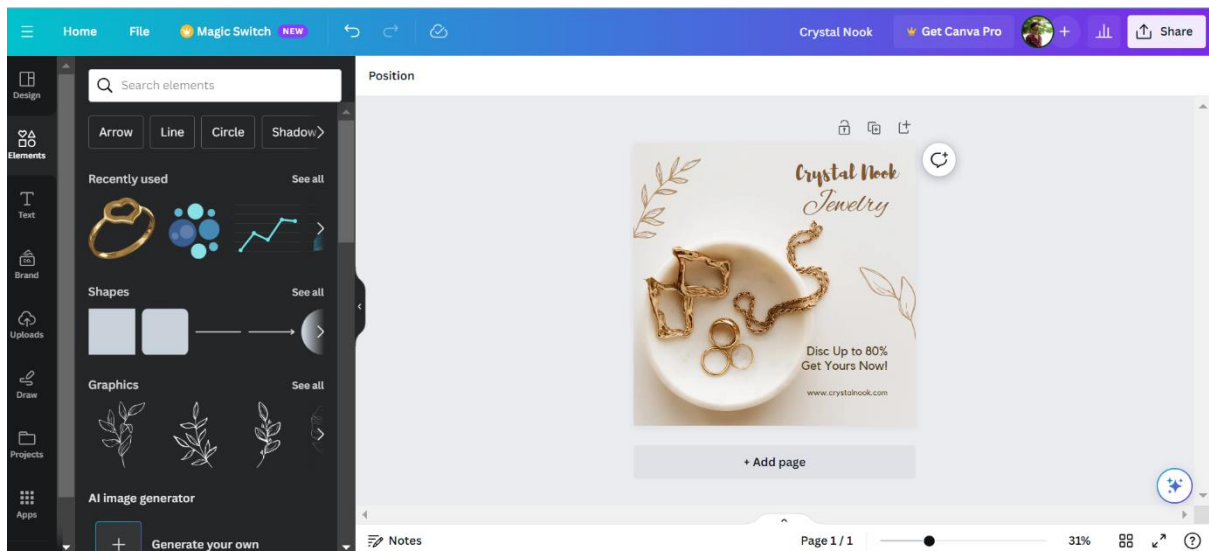 Home File Magic Switch NEW Crystal Nook Get Canva Pro Share
Design
Elements
Text
Brand
Uploads
Draw
Projects
Apps
Search elements
Arrow Line Circle Shadow
Recently used See all
Shapes See all
Graphics See all
AI image generator
Generate your own
Position
Crystal Nook
Jewelry
Disc Up to 80%
Get Yours Now!
www.crystalnook.com
+ Add page
Notes Page 1 / 1 31%